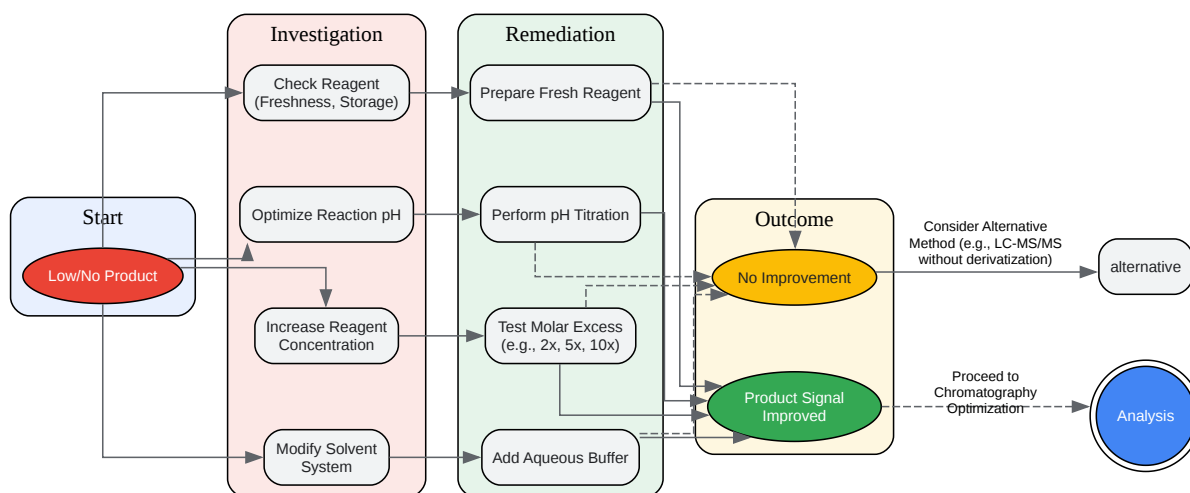 Investigation
Remediation
Check Reagent
(Freshness, Storage)
Prepare Fresh Reagent
Start
Low/No Product
Optimize Reaction pH
Perform pH Titration
Outcome
No Improvement
Consider Alternative
Method (e.g., LC-MS/MS
without derivatization)
alternative
Increase Reagent
Concentration
Test Molar Excess
(e.g., 2x, 5x, 10x)
Product Signal
Improved
Proceed to
Chromatography
Optimization
Analysis
Modify Solvent
System
Add Aqueous Buffer